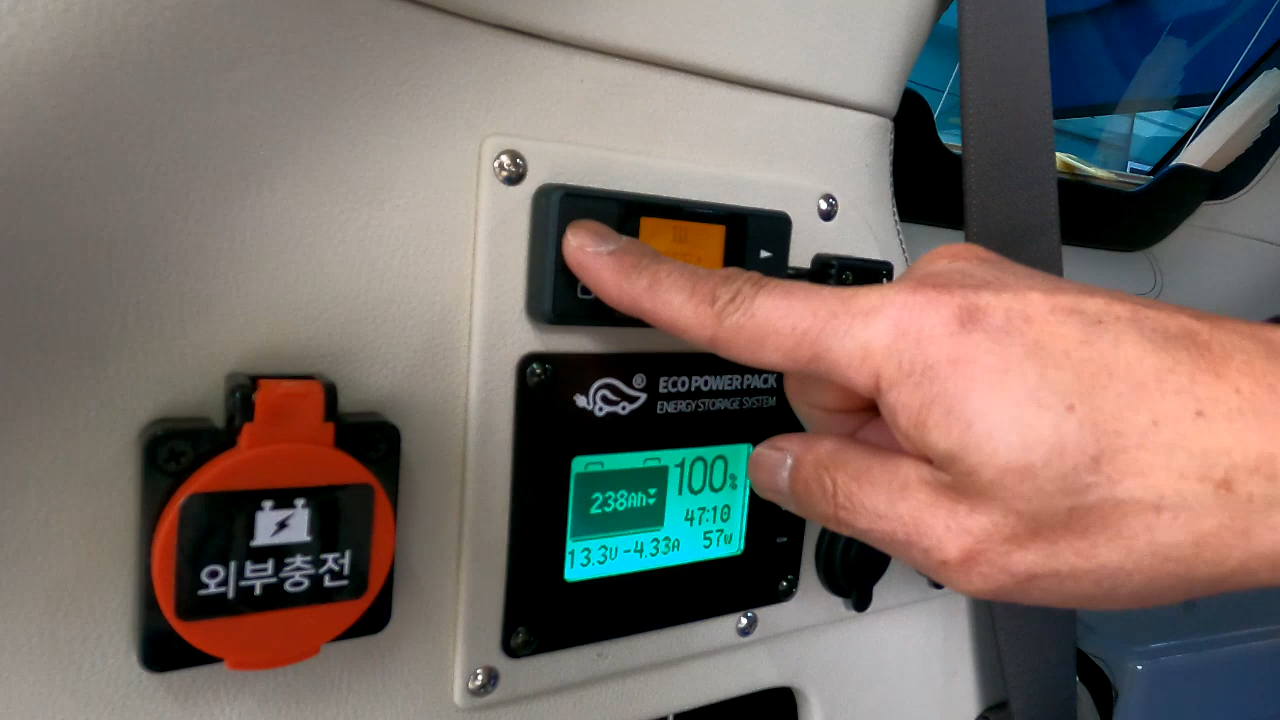 ®
ECO POWER PACK
ENERGY STORAGE SYSTEM
238Ah
100%
47:10
13.3V -4.33A 57W
외부충전